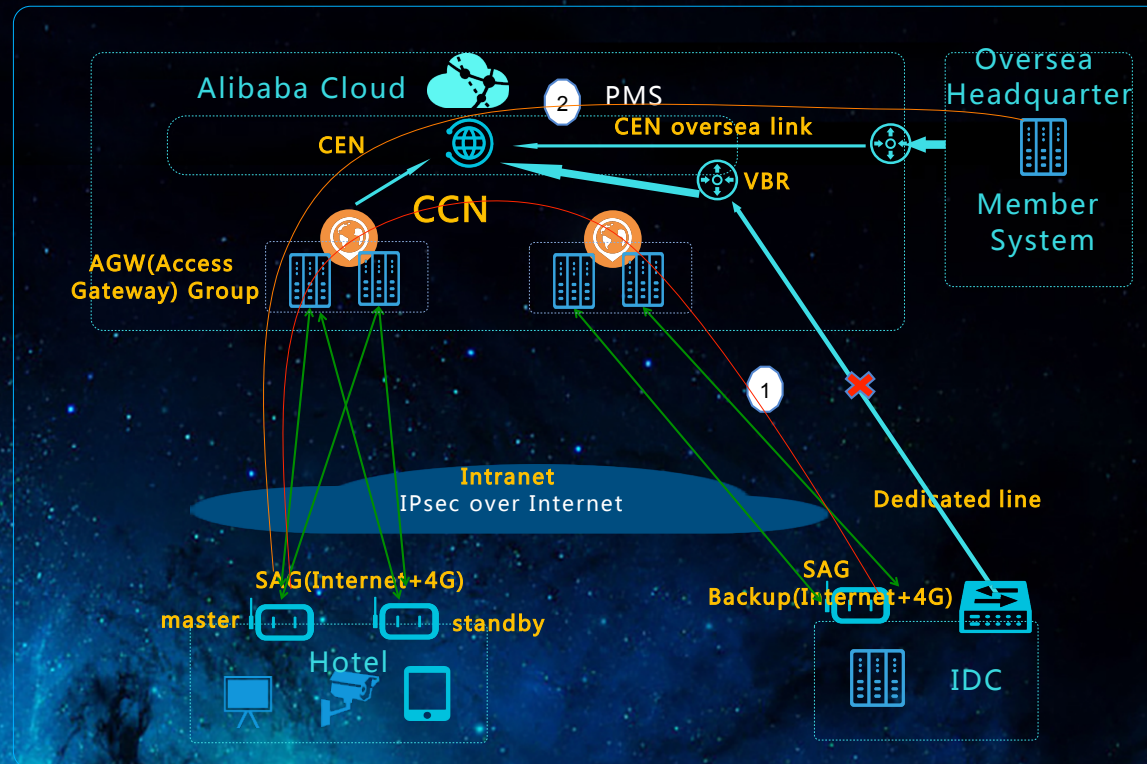 Oversea
Headquarter
Alibaba Cloud
2
PMS
CEN oversea link
CEN
VBR
CCN
Member
System
AGW(Access
Gateway) Group
1
Intranet
IPsec over Internet
Dedicated line
SAG(Internet+4G)
SAG
Backup(Internet+4G)
master
standby
Hotel
IDC